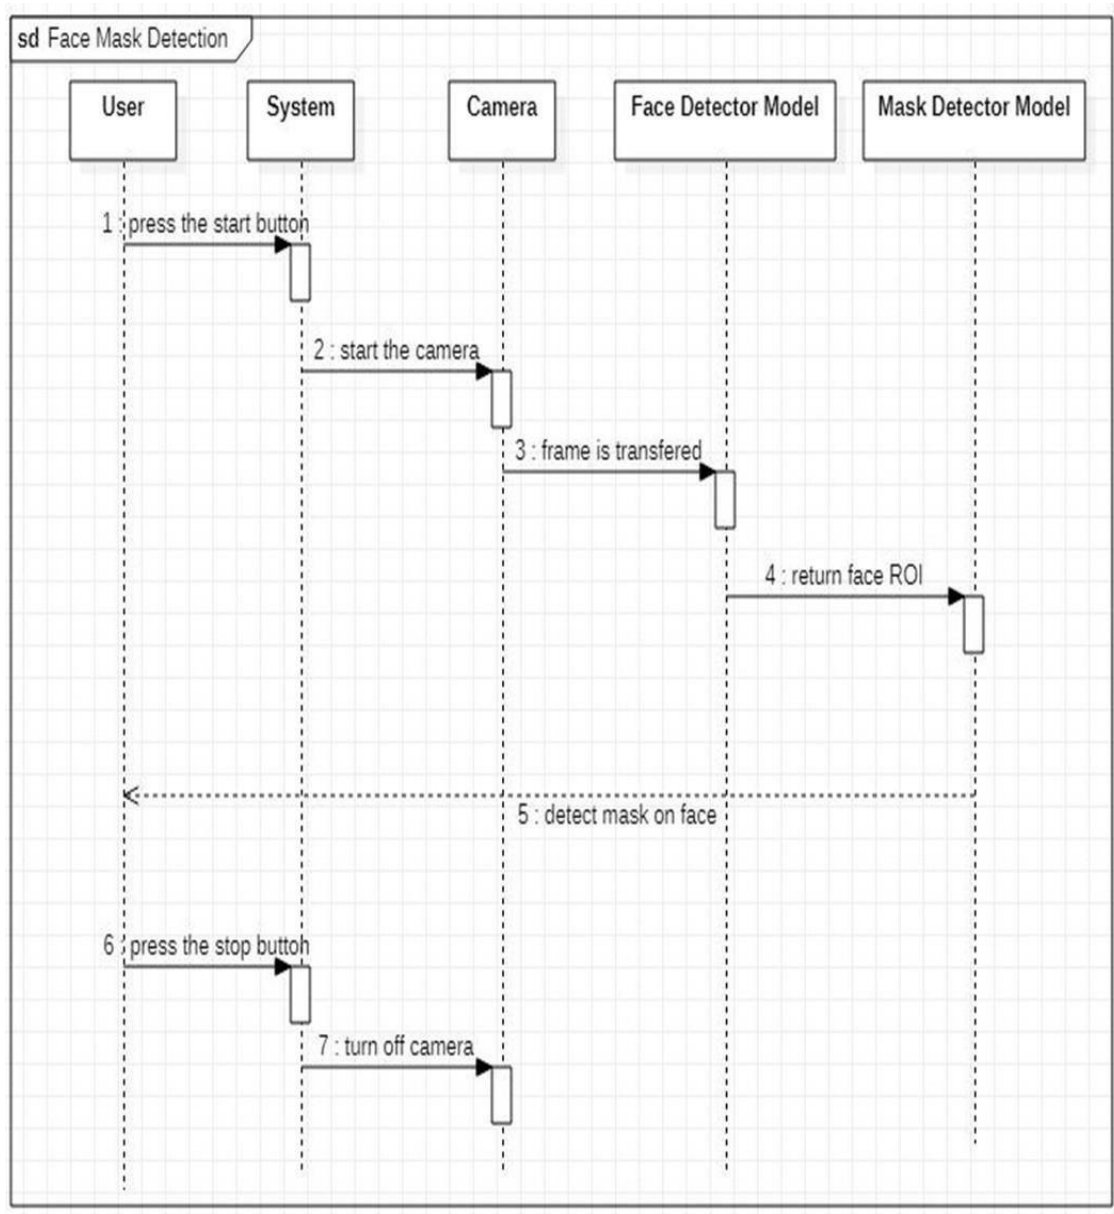 sd Face Mask Detection
User
System
Camera
Face Detector Model
Mask Detector Model
1 : press the start button
2 : start the camera
3 : frame is transfered
4 : return face ROI
5 : detect mask on face
6 : press the stop button
7 : turn off camera